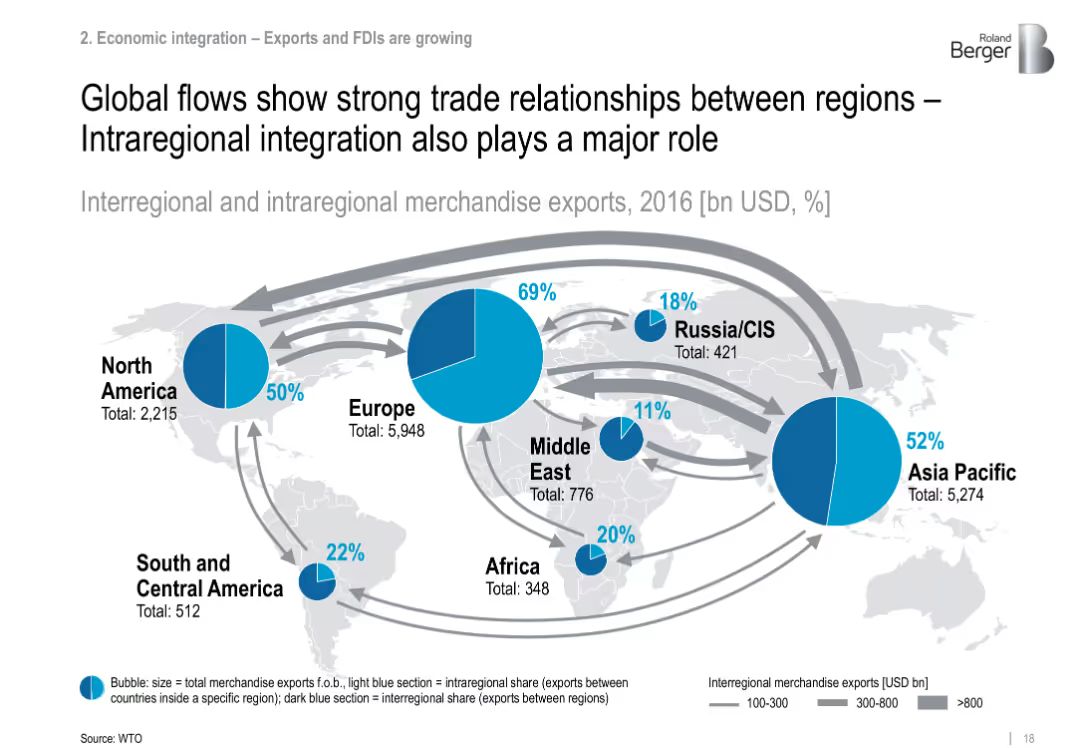 2. Economic integration – Exports and FDIs are growing
Roland
Berger
Global flows show strong trade relationships between regions –
Intraregional integration also plays a major role
Interregional and intraregional merchandise exports, 2016 [bn USD, %]
69%
18%
Russia/CIS
Total: 421
North
America
Total: 2,215
50%
Europe
Total: 5,948
11%
Middle
East
Total: 776
52%
Asia Pacific
Total: 5,274
22%
South and
Central America
Total: 512
20%
Africa
Total: 348
Bubble: size = total merchandise exports f.o.b., light blue section = intraregional share (exports between
countries inside a specific region); dark blue section = interregional share (exports between regions)
Interregional merchandise exports [USD bn]
100-300
300-800
>800
Source: WTO
18